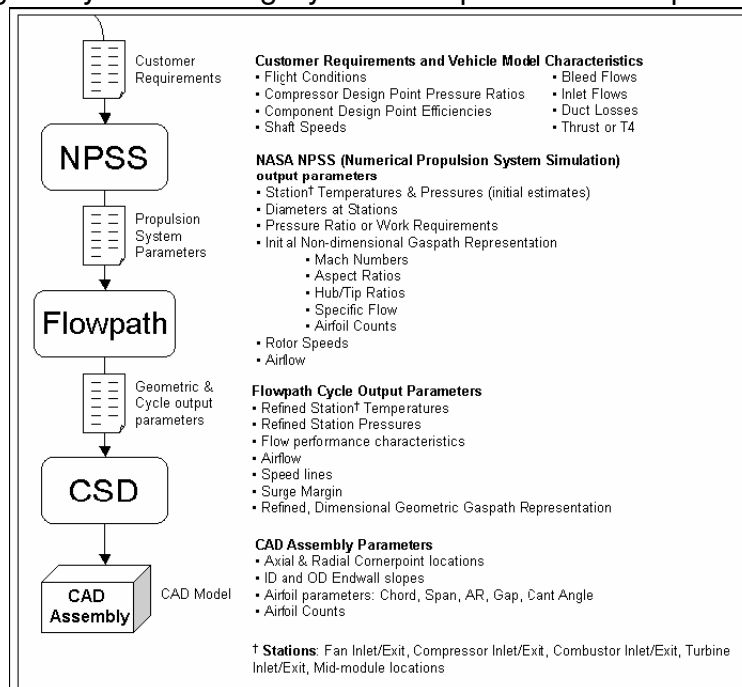 Customer
Requirements
Customer Requirements and Vehicle Model Characteristics
▪ Flight Conditions
▪ Compressor Design Point Pressure Ratios
▪ Component Design Point Efficiencies
▪ Shaft Speeds
▪ Bleed Flows
▪ Inlet Flows
▪ Duct Losses
▪ Thrust or T4
NPSS
NASA NPSS (Numerical Propulsion System Simulation)
output parameters
▪ Station† Temperatures & Pressures (initial estimates)
▪ Diameters at Stations
▪ Pressure Ratio or Work Requirements
▪ Initial Non-dimensional Gaspath Representation
▪ Mach Numbers
▪ Aspect Ratios
▪ Hub/Tip Ratios
▪ Specific Flow
▪ Airfoil Counts
▪ Rotor Speeds
▪ Airflow
Propulsion
System
Parameters
Flowpath
Geometric &
Cycle output
parameters
Flowpath Cycle Output Parameters
▪ Refined Station† Temperatures
▪ Refined Station Pressures
▪ Flow performance characteristics
▪ Airflow
▪ Speed lines
▪ Surge Margin
▪ Refined, Dimensional Geometric Gaspath Representation
CSD
CAD Assembly Parameters
▪ Axial & Radial Cornerpoint locations
▪ ID and OD Endwall slopes
▪ Airfoil parameters: Chord, Span, AR, Gap, Cant Angle
▪ Airfoil Counts
CAD
Assembly
CAD Model
† Stations: Fan Inlet/Exit, Compressor Inlet/Exit, Combustor Inlet/Exit, Turbine
Inlet/Exit, Mid-module locations